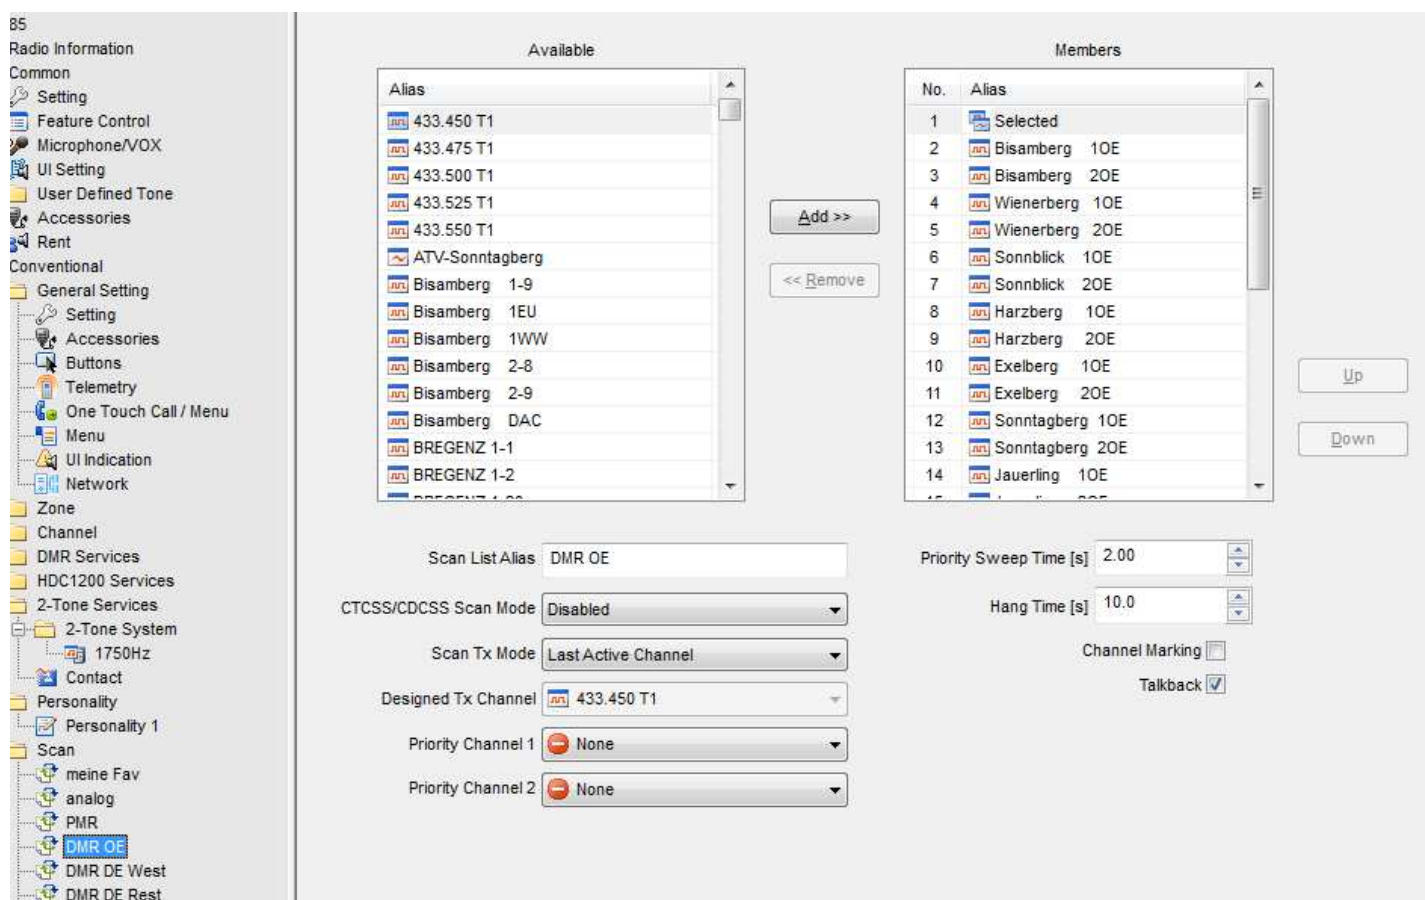 85
Radio Information
Common
Setting
Feature Control
Microphone/VOX
UI Setting
User Defined Tone
Accessories
Rent
Conventional
General Setting
Setting
Accessories
Buttons
Telemetry
One Touch Call / Menu
Menu
UI Indication
Network
Zone
Channel
DMR Services
HDC1200 Services
2-Tone Services
2-Tone System
1750Hz
Contact
Personality
Personality 1
Scan
meine Fav
analog
PMR
DMR OE
DMR DE West
DMR DE Rest
Available
Alias
433.450 T1
433.475 T1
433.500 T1
433.525 T1
433.550 T1
ATV-Sonntagberg
Bisamberg 1-9
Bisamberg 1EU
Bisamberg 1WW
Bisamberg 2-8
Bisamberg 2-9
Bisamberg DAC
BREGENZ 1-1
BREGENZ 1-2
Add >>
<< Remove
Members
No. Alias
1 Selected
2 Bisamberg 1OE
3 Bisamberg 2OE
4 Wienerberg 1OE
5 Wienerberg 2OE
6 Sonnblick 1OE
7 Sonnblick 2OE
8 Harzberg 1OE
9 Harzberg 2OE
10 Exelberg 1OE
11 Exelberg 2OE
12 Sonntagberg 1OE
13 Sonntagberg 2OE
14 Jauerling 1OE
Up
Down
Scan List Alias DMR OE
CTCSS/CDCSS Scan Mode Disabled
Scan Tx Mode Last Active Channel
Designed Tx Channel 433.450 T1
Priority Channel 1 None
Priority Channel 2 None
Priority Sweep Time [s] 2.00
Hang Time [s] 10.0
Channel Marking
Talkback